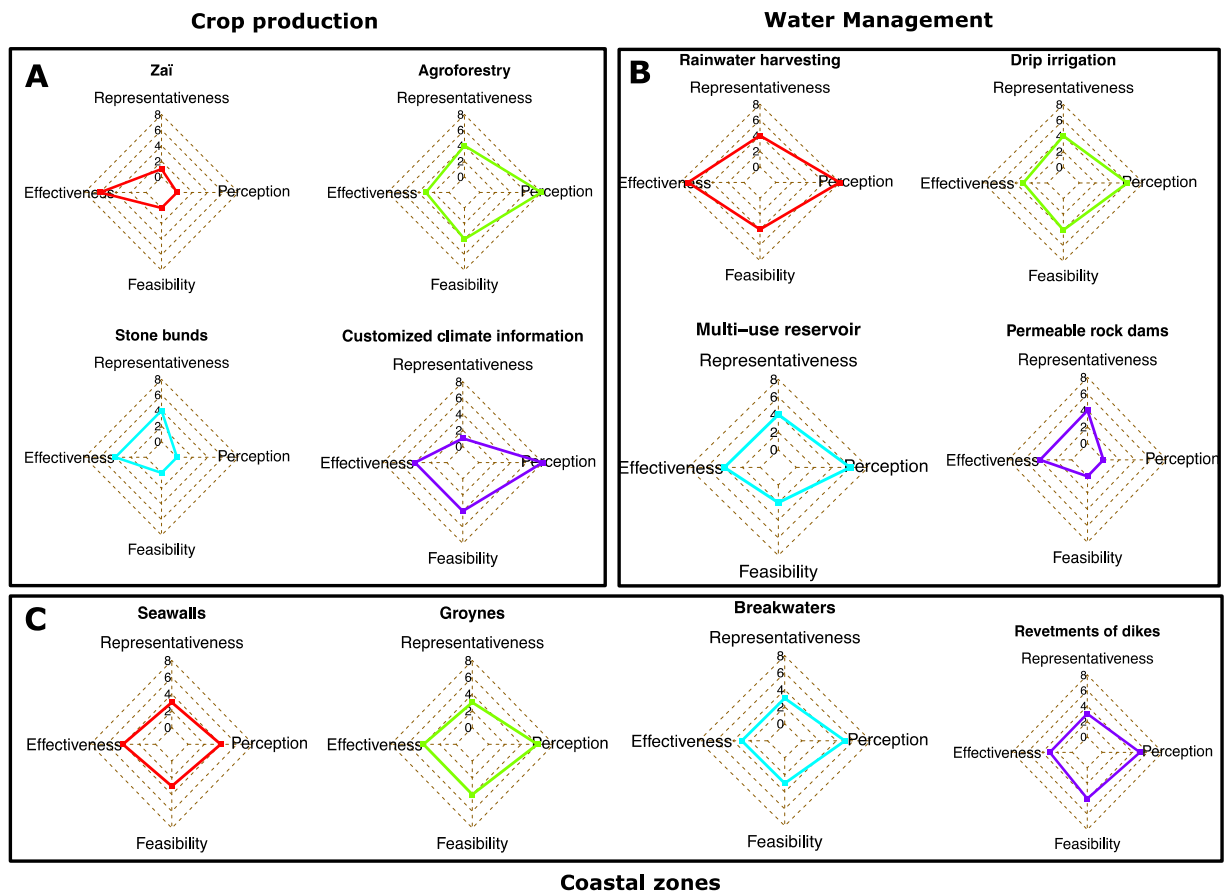 Crop production
Water Management
A
Zaï
Representativeness
8
6
4
2
0
Effectiveness
Perception
Feasibility
Agroforestry
Representativeness
8
6
4
2
0
Effectiveness
Perception
Feasibility
Stone bunds
Representativeness
8
6
4
2
0
Effectiveness
Perception
Feasibility
Customized climate information
Representativeness
8
6
4
2
0
Effectiveness
Perception
Feasibility
B
Rainwater harvesting
Representativeness
8
6
4
2
0
Effectiveness
Perception
Feasibility
Drip irrigation
Representativeness
8
6
4
2
0
Effectiveness
Perception
Feasibility
Multi−use reservoir
Representativeness
8
6
4
2
0
Effectiveness
Perception
Feasibility
Permeable rock dams
Representativeness
8
6
4
2
0
Effectiveness
Perception
Feasibility
C
Seawalls
Representativeness
8
6
4
2
0
Effectiveness
Perception
Feasibility
Groynes
Representativeness
8
6
4
2
0
Effectiveness
Perception
Feasibility
Breakwaters
Representativeness
8
6
4
2
0
Effectiveness
Perception
Feasibility
Revetments of dikes
Representativeness
8
6
4
2
0
Effectiveness
Perception
Feasibility
Coastal zones